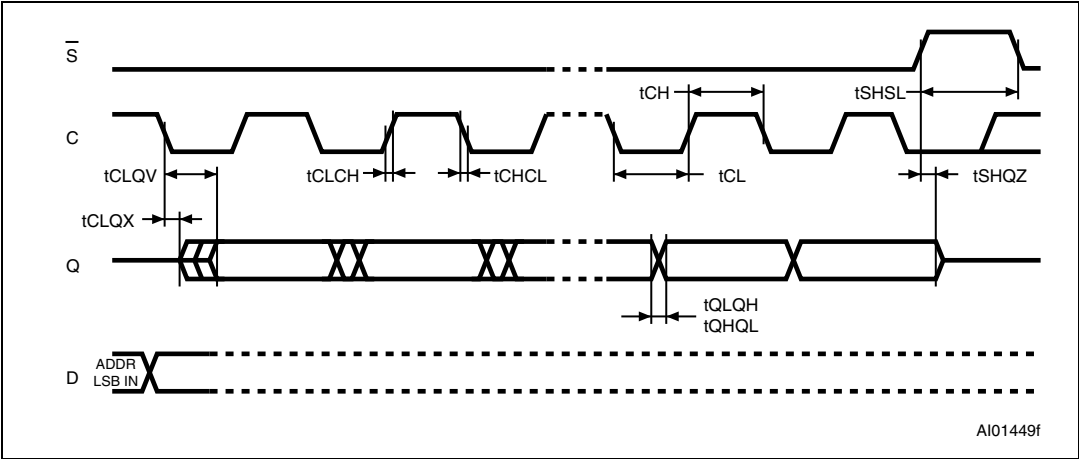 S
tCH
tSHSL
C
tCLQV
tCLCH
tCHCL
tCL
tSHQZ
tCLQX
Q
tQLQH
tQHQL
ADDR
D
LSB IN
AI01449f